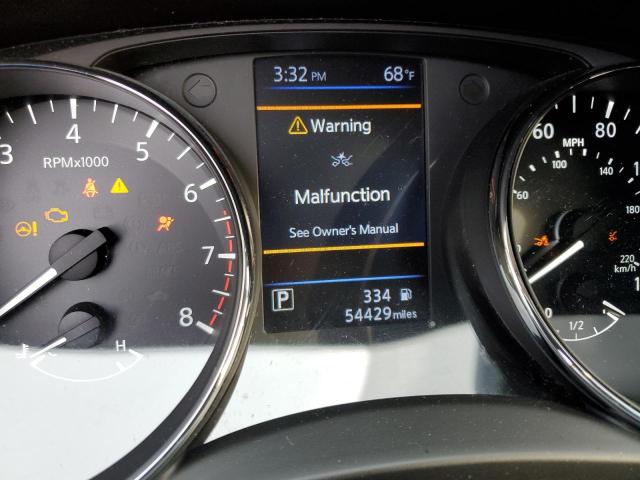 3:32 PM 68°F
Warning
Malfunction
See Owner's Manual
P 334
54429 miles
3 4 5 6 7 8
RPMx1000
H
60 80
MPH
60 100 140 180 220
km/h
0 1/2